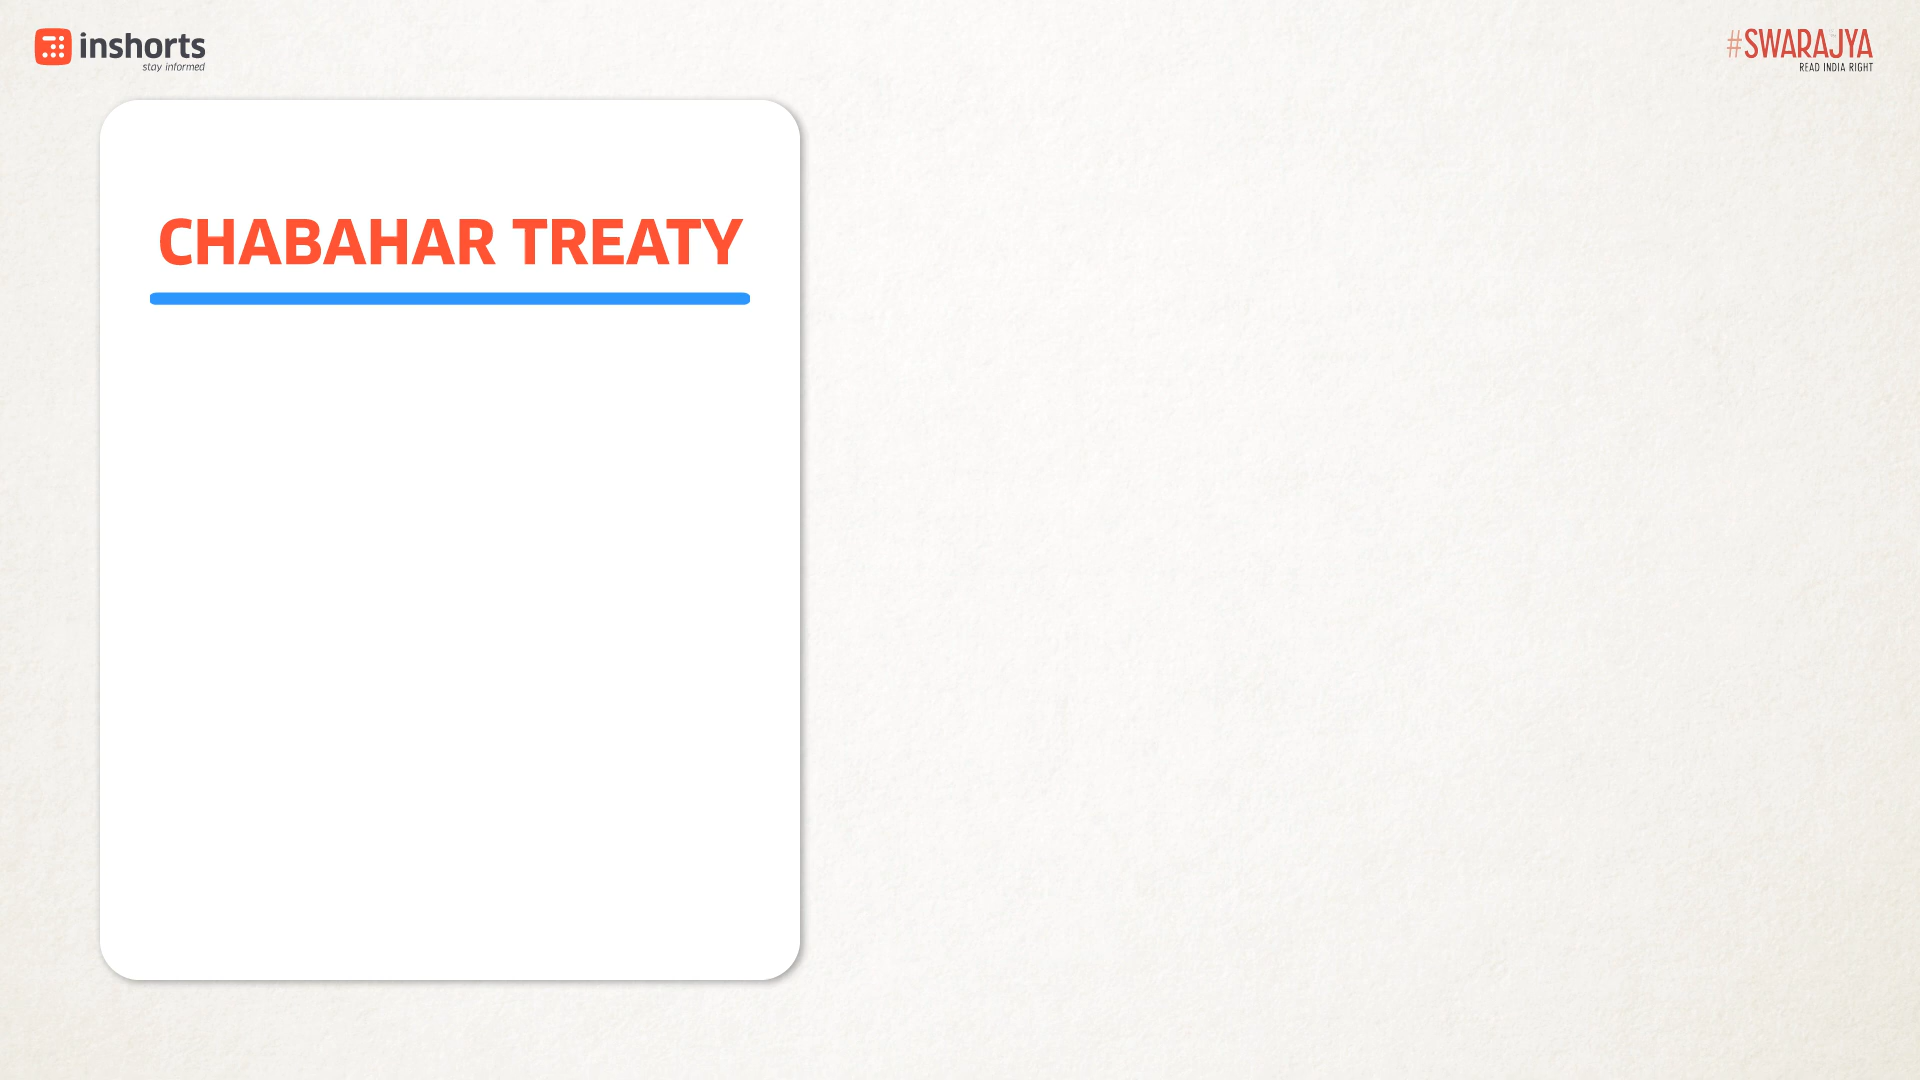 inshorts
stay informed
#SWARAJYA
READ INDIA RIGHT
CHABAHAR TREATY